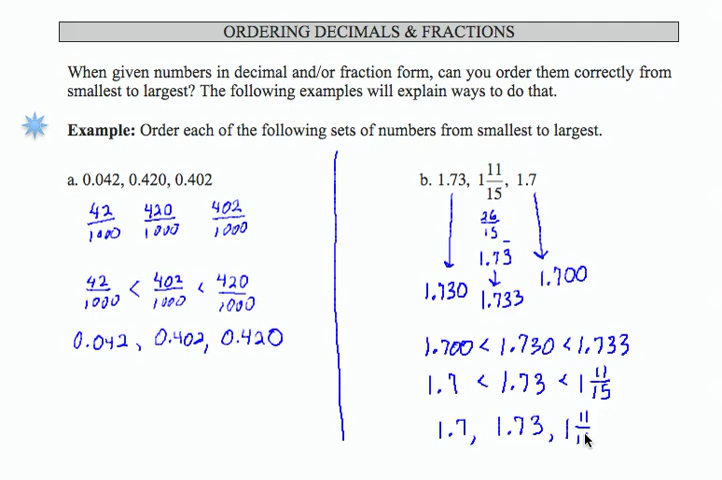 ORDERING DECIMALS & FRACTIONS
When given numbers in decimal and/or fraction form, can you order them correctly from
smallest to largest? The following examples will explain ways to do that.
Example: Order each of the following sets of numbers from smallest to largest.
a. 0.042, 0.420, 0.402
42/1000 420/1000 402/1000
42/1000 < 402/1000 < 420/1000
0.042, 0.402, 0.420
b. 1.73, 1 11/15, 1.7
26/15
1.73̅
1.730 1.733 1.700
1.700 < 1.730 < 1.733
1.7 < 1.73 < 1 11/15
1.7, 1.73, 1 11/